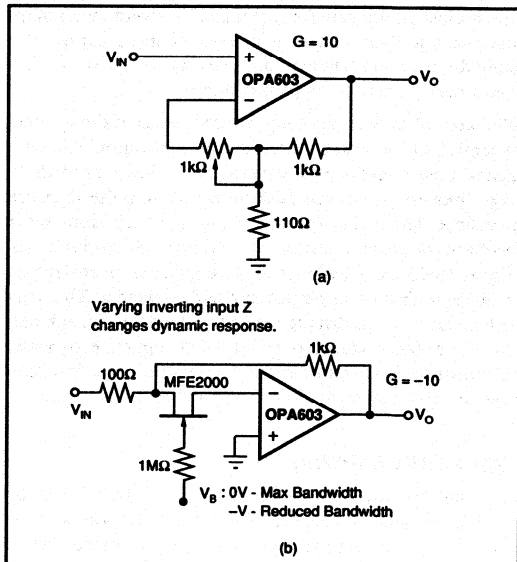 G = 10
V_IN
+
OPA603
−
V_O
1kΩ
1kΩ
110Ω
(a)
Varying inverting input Z
changes dynamic response.
1kΩ
100Ω
MFE2000
G = −10
V_IN
−
OPA603
+
V_O
1MΩ
V_B : 0V - Max Bandwidth
−V - Reduced Bandwidth
(b)